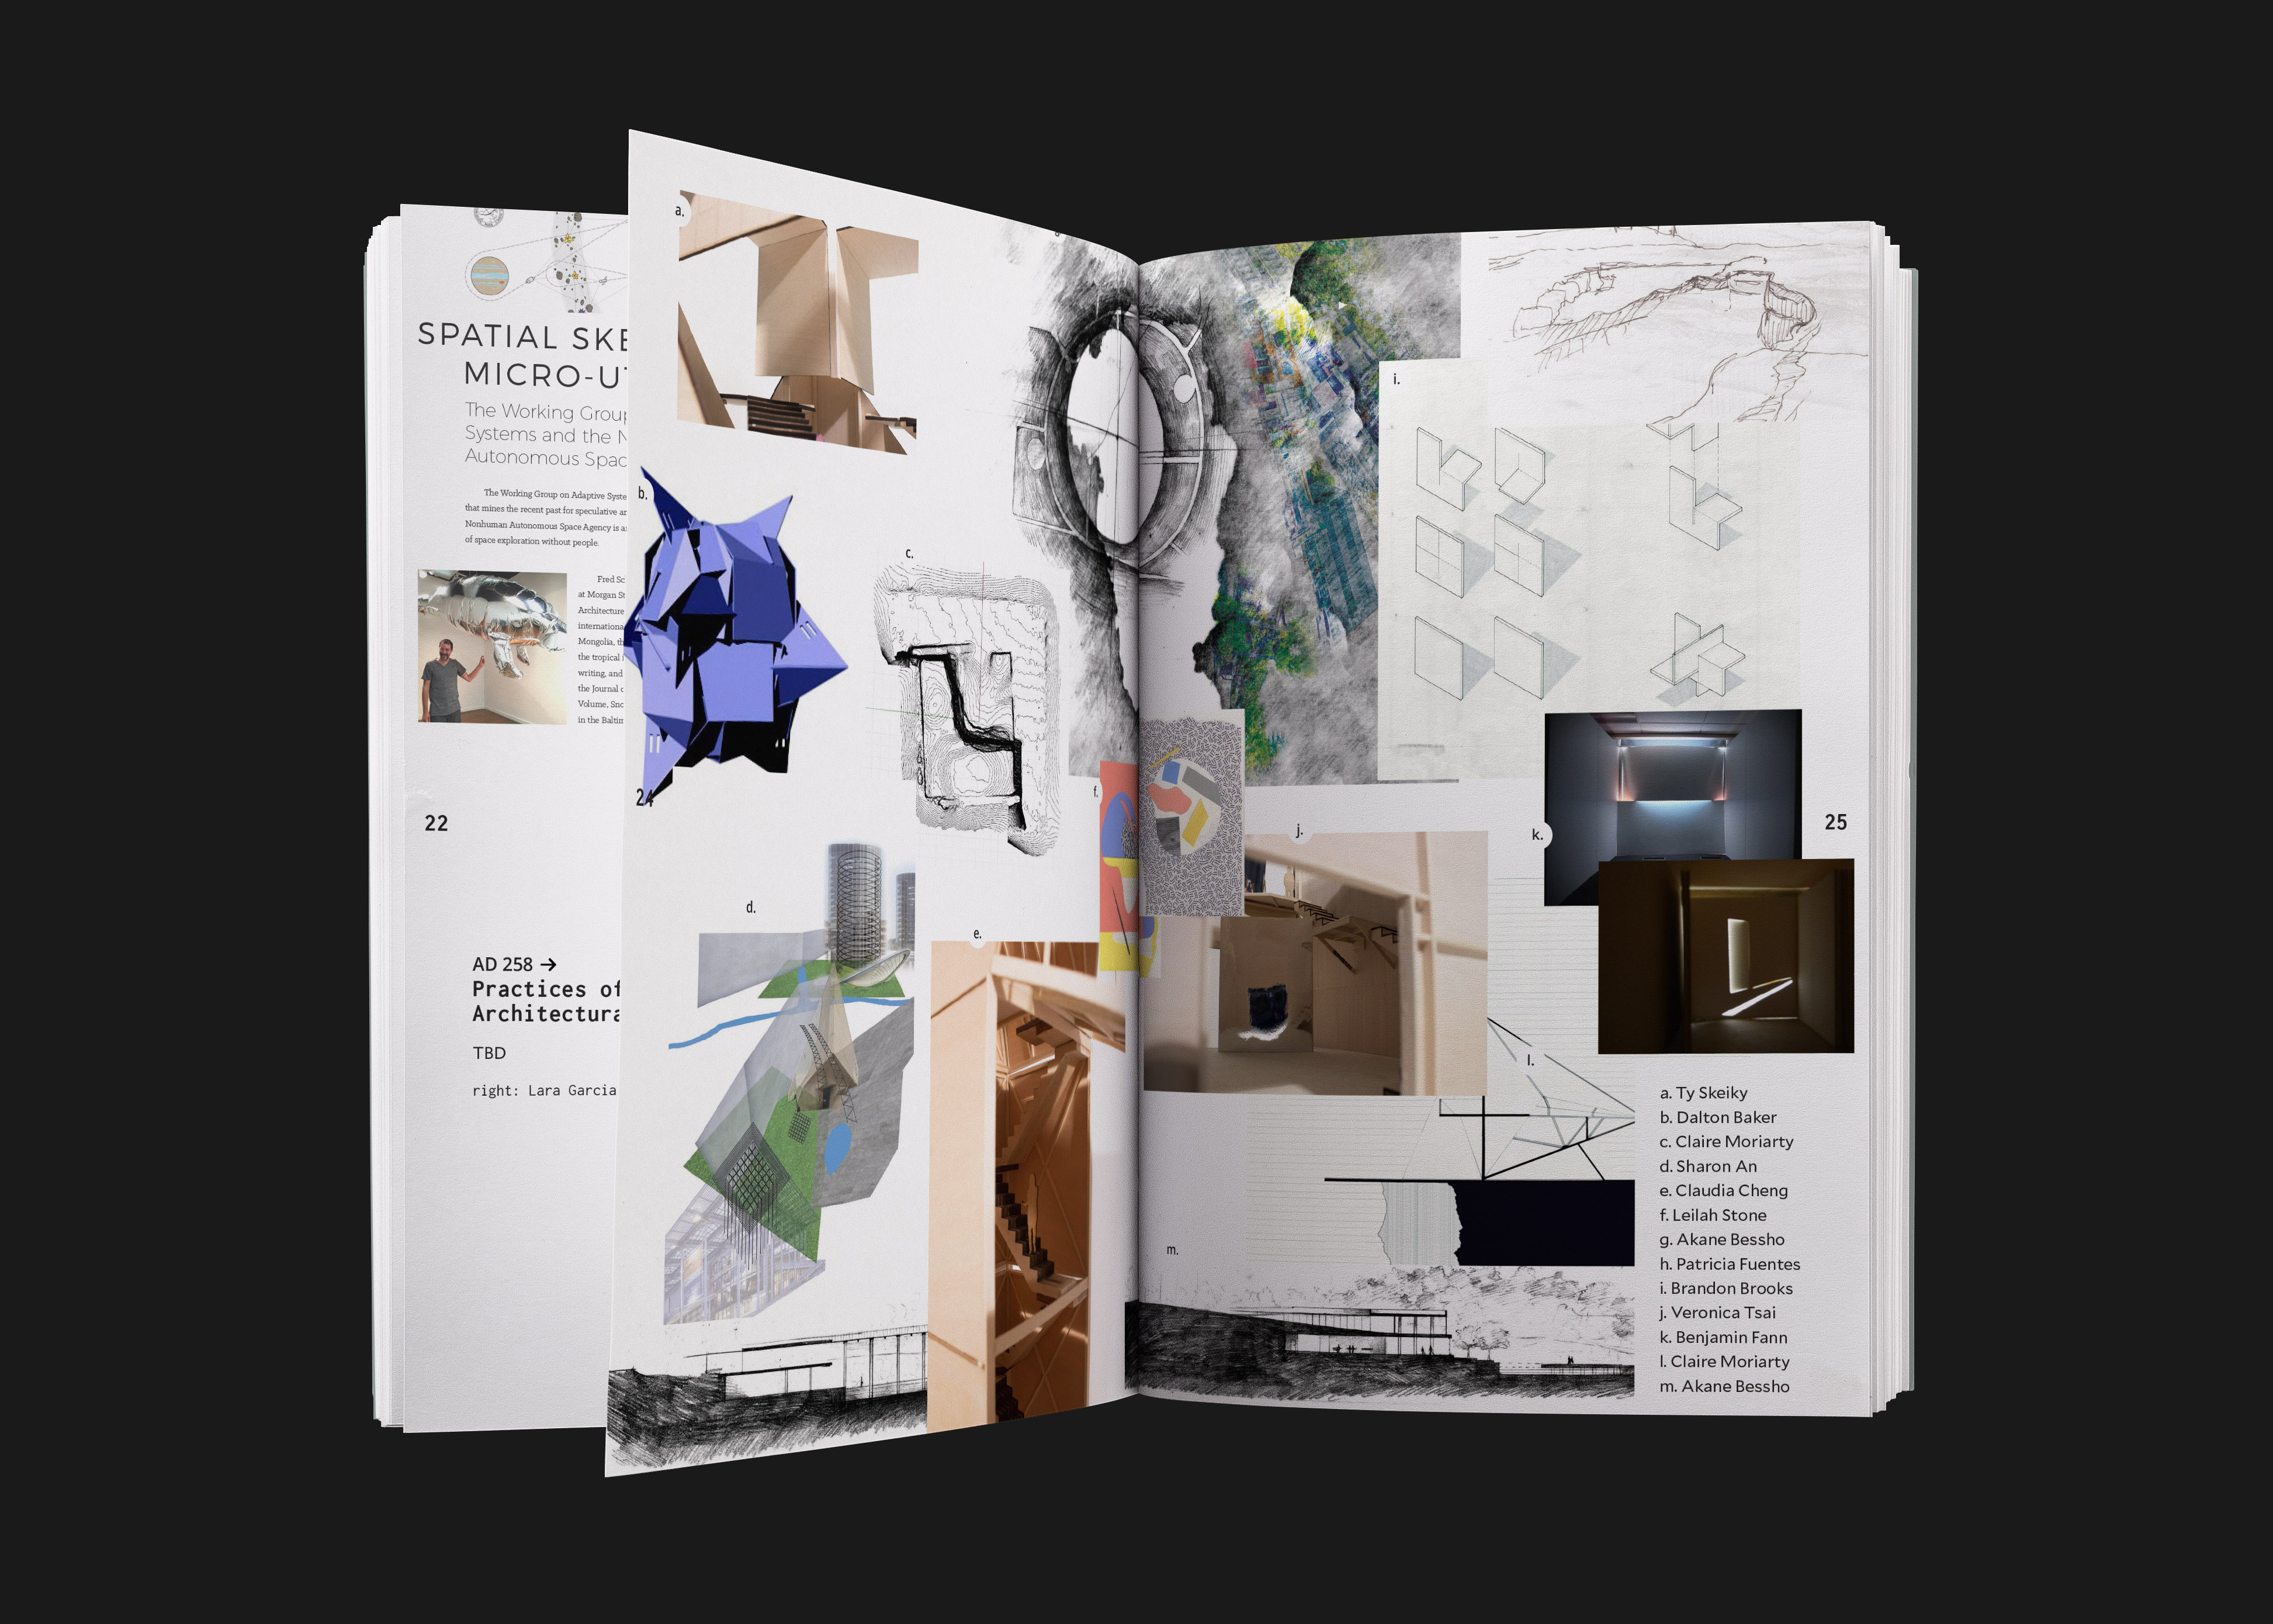 SPATIAL SKE
MICRO-U
The Working Group
Systems and the N
Autonomous Spac
The Working Group on Adaptive Syste
that mines the recent past for speculative ar
Nonhuman Autonomous Space Agency is a
of space exploration without people.
Fred Sc
at Morgan St
Architecture
internationa
Mongolia, th
the tropical
writing, and
the Journal
Volume, Sno
in the Baltim
22
AD 258 →
Practices of
Architectura
TBD
right: Lara Garcia
a.
b.
c.
24
d.
e.
f.
i.
j.
k.
25
l.
m.
a. Ty Skeiky
b. Dalton Baker
c. Claire Moriarty
d. Sharon An
e. Claudia Cheng
f. Leilah Stone
g. Akane Bessho
h. Patricia Fuentes
i. Brandon Brooks
j. Veronica Tsai
k. Benjamin Fann
l. Claire Moriarty
m. Akane Bessho